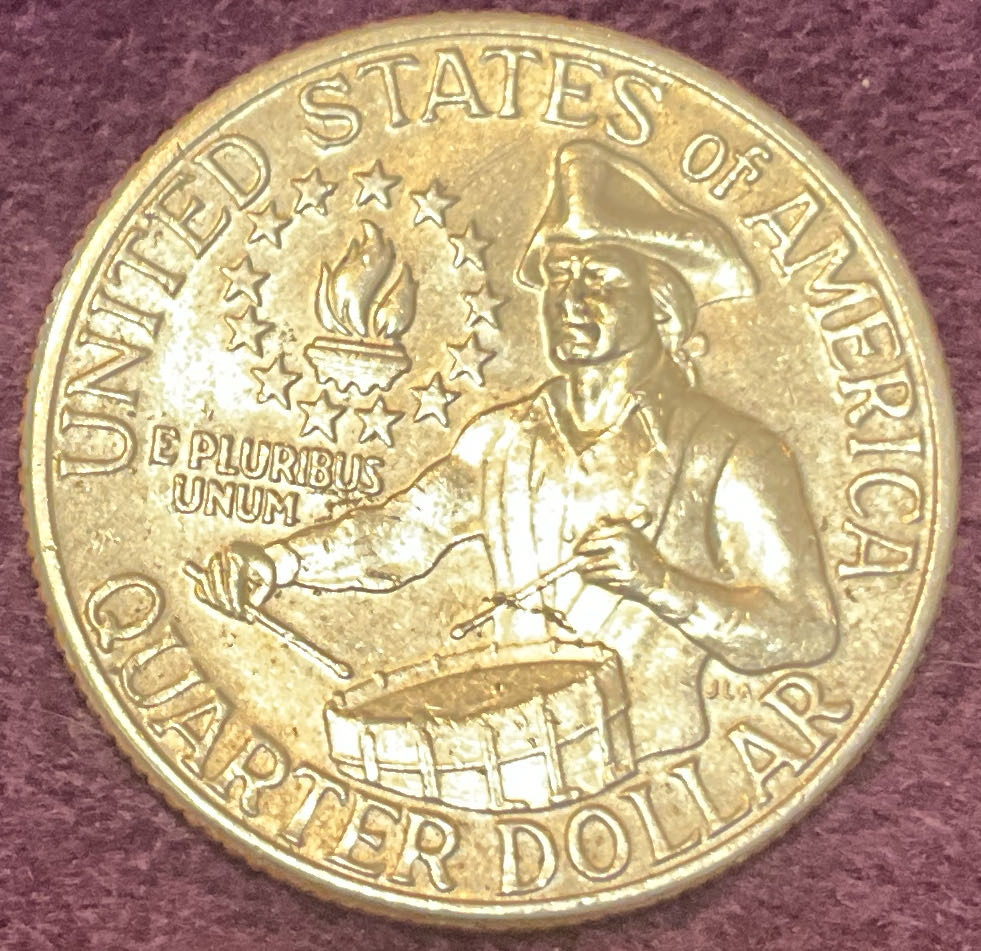 UNITED STATES of AMERICA
E PLURIBUS
UNUM
JLA
QUARTER DOLLAR